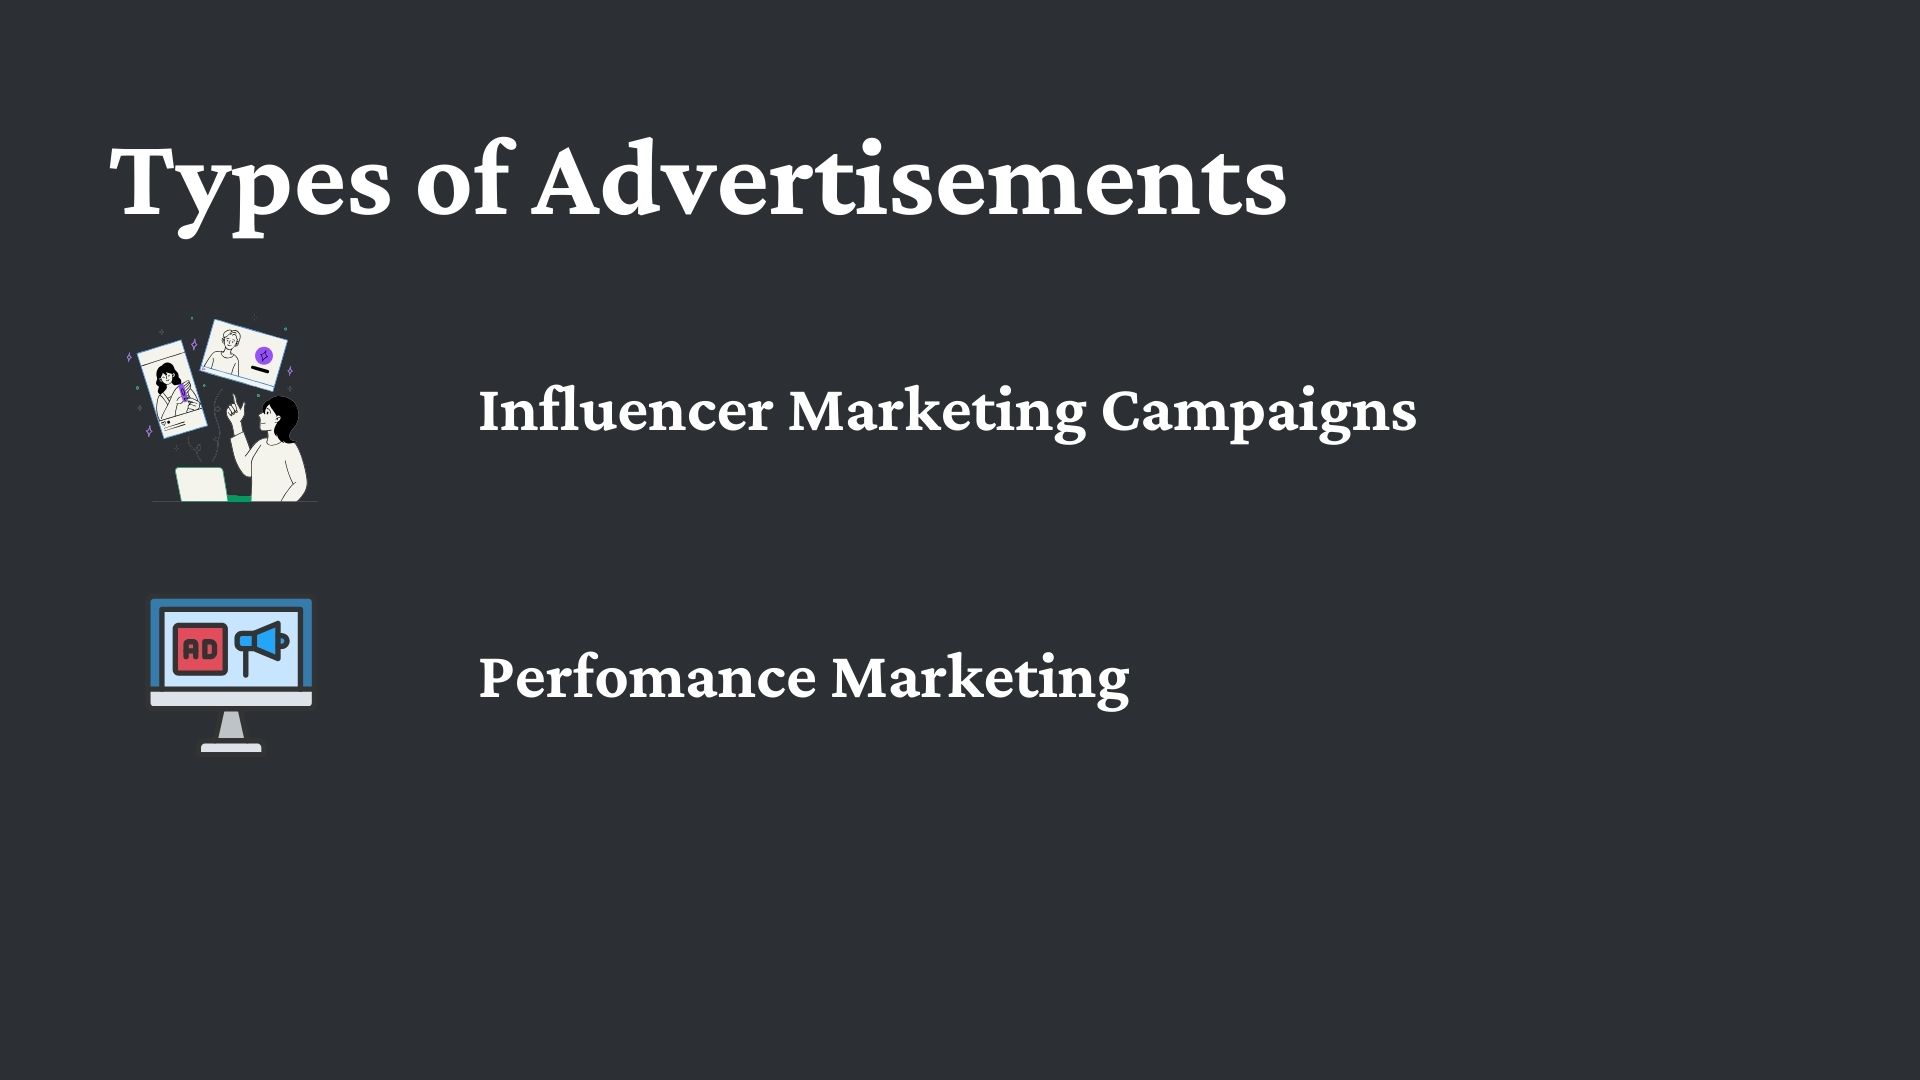 Types of Advertisements
Influencer Marketing Campaigns
AD
Perfomance Marketing